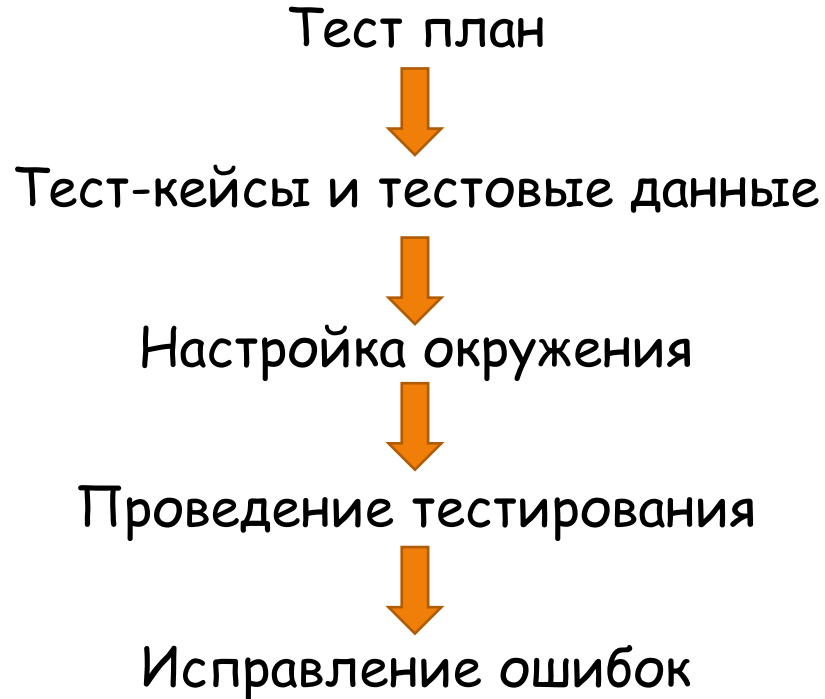 Тест план
Тест-кейсы и тестовые данные
Настройка окружения
Проведение тестирования
Исправление ошибок